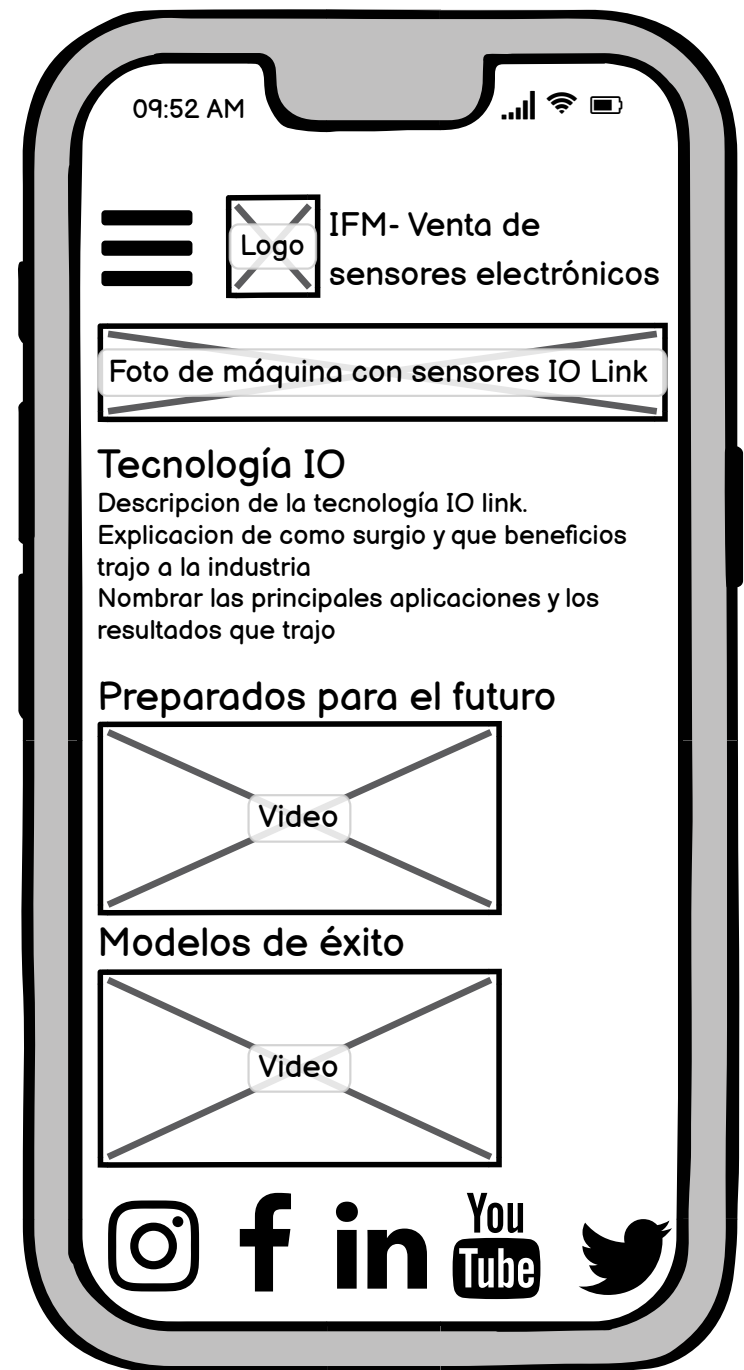 09:52 AM
Logo
IFM- Venta de
sensores electrónicos
Foto de máquina con sensores IO Link
Tecnología IO
Descripcion de la tecnología IO link.
Explicacion de como surgio y que beneficios
trajo a la industria
Nombrar las principales aplicaciones y los
resultados que trajo
Preparados para el futuro
Video
Modelos de éxito
Video
f
in
You
Tube